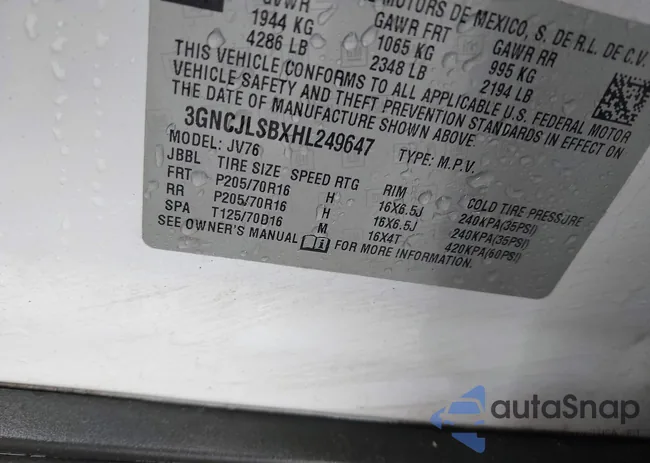 GVWR
1944 KG
4286 LB
GAWR FRT
1065 KG
2348 LB
MOTORS DE MEXICO, S. DE R.L. DE C.V.
GAWR RR
995 KG
2194 LB
THIS VEHICLE CONFORMS TO ALL APPLICABLE U.S. FEDERAL MOTOR
VEHICLE SAFETY AND THEFT PREVENTION STANDARDS IN EFFECT ON
THE DATE OF MANUFACTURE SHOWN ABOVE.
3GNCJLSBXHL249647
TYPE: M.P.V.
MODEL: JV76
JBBL TIRE SIZE SPEED RTG RIM COLD TIRE PRESSURE
FRT P205/70R16 H 16X6.5J 240KPA(35PSI)
RR P205/70R16 H 16X6.5J 240KPA(35PSI)
SPA T125/70D16 M 16X4T 420KPA(60PSI)
SEE OWNER'S MANUAL FOR MORE INFORMATION.
autoSnap